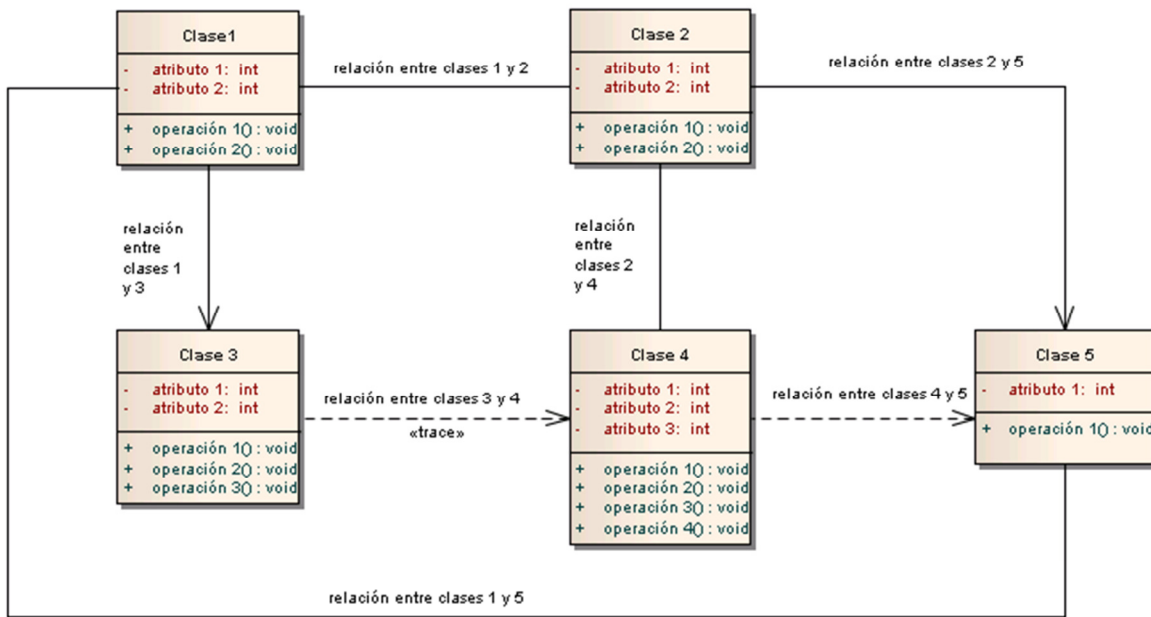 Clase1
- atributo 1: int
- atributo 2: int
+ operación 1() : void
+ operación 2() : void
relación entre clases 1 y 2
Clase 2
- atributo 1: int
- atributo 2: int
+ operación 1() : void
+ operación 2() : void
relación entre clases 2 y 5
relación
entre
clases 1
y 3
relación
entre
clases 2
y 4
Clase 3
- atributo 1: int
- atributo 2: int
+ operación 1() : void
+ operación 2() : void
+ operación 3() : void
relación entre clases 3 y 4
«trace»
Clase 4
- atributo 1: int
- atributo 2: int
- atributo 3: int
+ operación 1() : void
+ operación 2() : void
+ operación 3() : void
+ operación 4() : void
relación entre clases 4 y 5
Clase 5
- atributo 1: int
+ operación 1() : void
relación entre clases 1 y 5